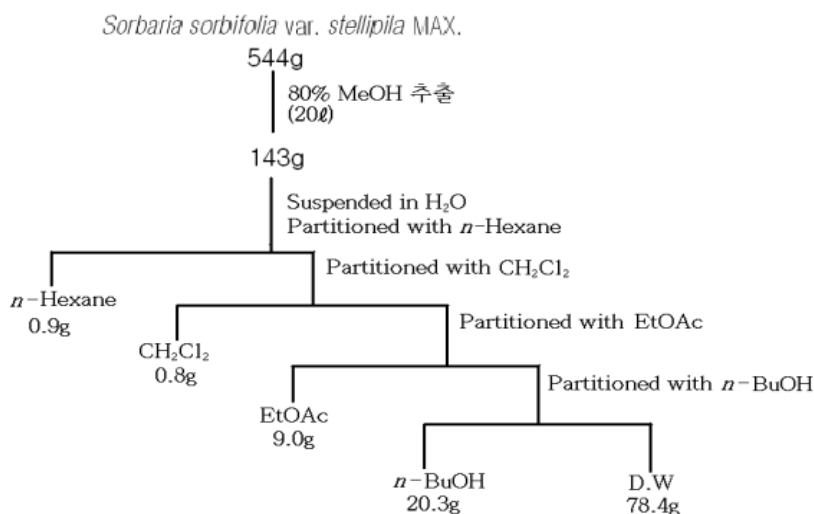 Sorbaria sorbifolia var. stellipila MAX.
544g
80% MeOH 추출
(20ℓ)
143g
Suspended in H₂O
Partitioned with n-Hexane
Partitioned with CH₂Cl₂
n-Hexane
0.9g
Partitioned with EtOAc
CH₂Cl₂
0.8g
Partitioned with n-BuOH
EtOAc
9.0g
n-BuOH
20.3g
D.W
78.4g